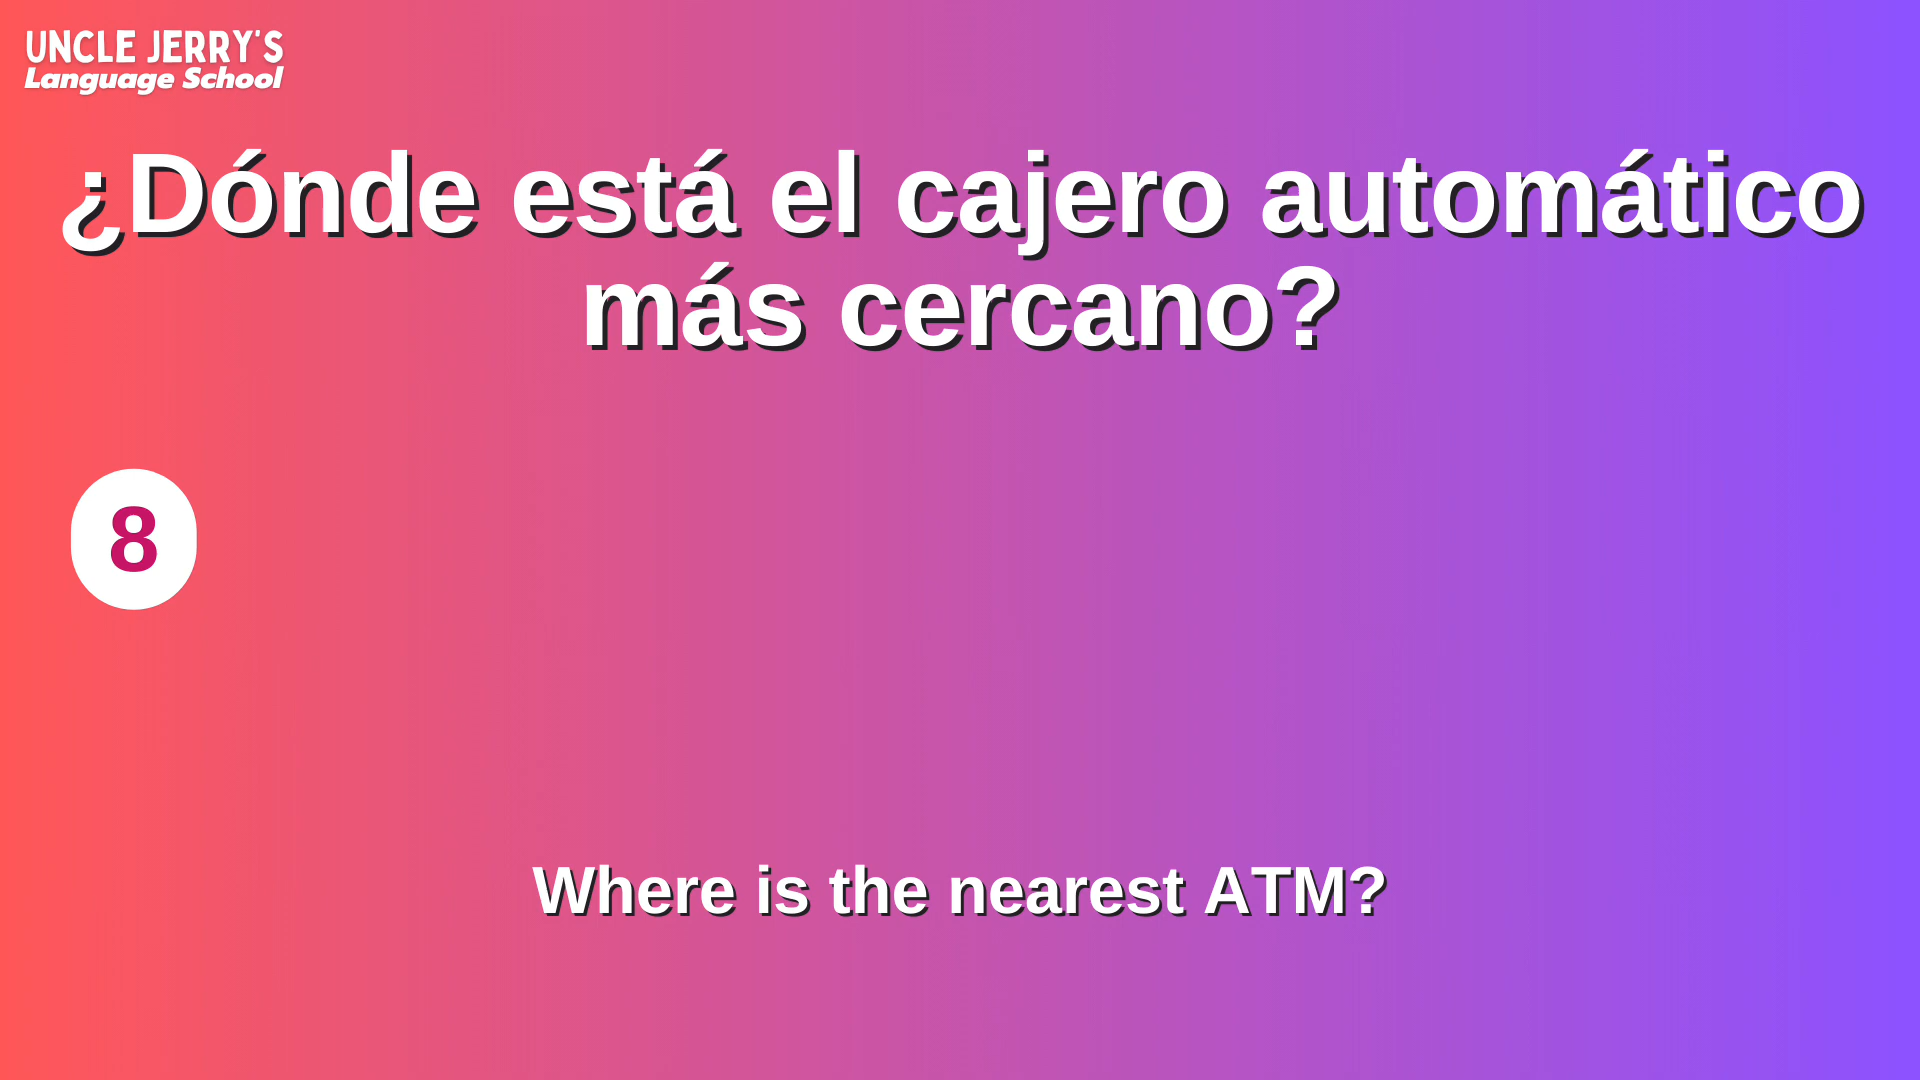 UNCLE JERRY'S
Language School
¿Dónde está el cajero automático
más cercano?
8
Where is the nearest ATM?